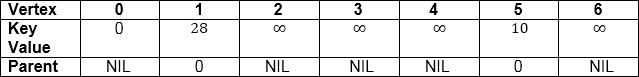 Vertex 0 1 2 3 4 5 6
Key Value 0 28 ∞ ∞ ∞ 10 ∞
Parent NIL 0 NIL NIL NIL 0 NIL